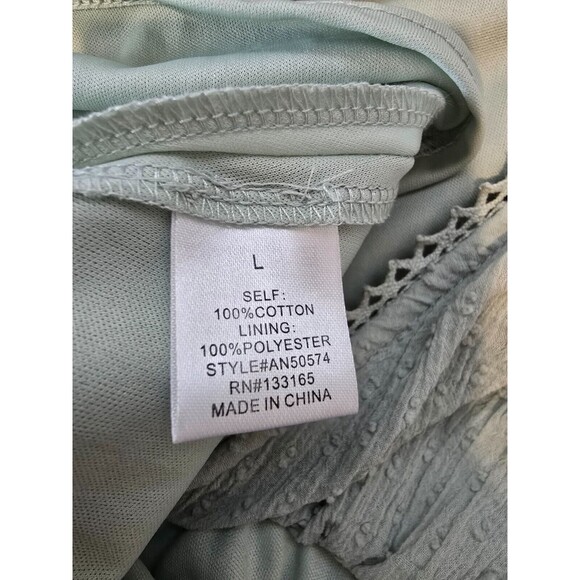 L
SELF:
100%COTTON
LINING:
100%POLYESTER
STYLE#AN50574
RN#133165
MADE IN CHINA